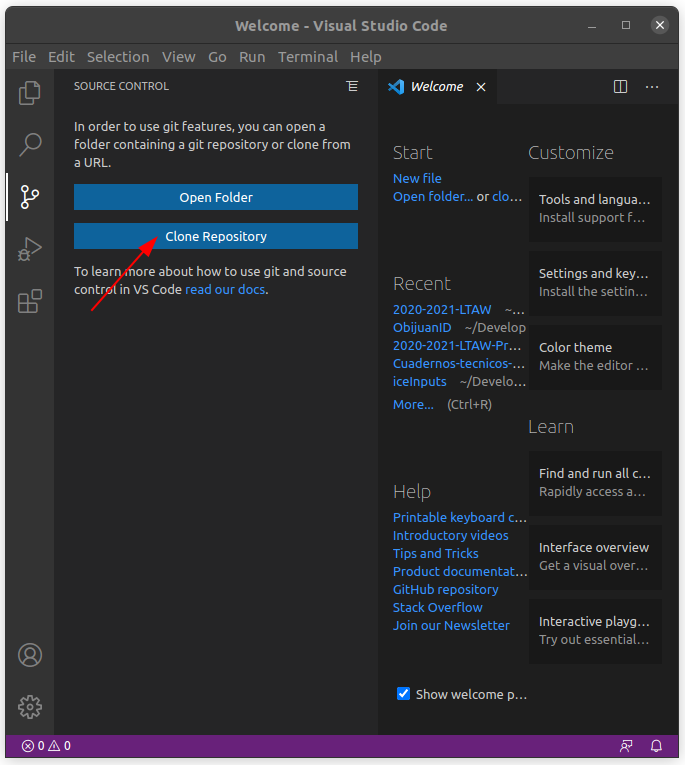 Welcome - Visual Studio Code
File Edit Selection View Go Run Terminal Help
SOURCE CONTROL
In order to use git features, you can open a
folder containing a git repository or clone from
a URL.
Open Folder
Clone Repository
To learn more about how to use git and source
control in VS Code read our docs.
Welcome
Start
New file
Open folder... or clo...
Recent
2020-2021-LTAW ~...
ObijuanID ~/Develop
2020-2021-LTAW-Pr...
Cuadernos-tecnicos-...
iceInputs ~/Develo...
More... (Ctrl+R)
Help
Printable keyboard c...
Introductory videos
Tips and Tricks
Product documentat...
GitHub repository
Stack Overflow
Join our Newsletter
Customize
Tools and langua...
Install support f...
Settings and key...
Install the settin...
Color theme
Make the editor ...
Learn
Find and run all c...
Rapidly access a...
Interface overview
Get a visual over...
Interactive playg...
Try out essential...
Show welcome p...
0 0